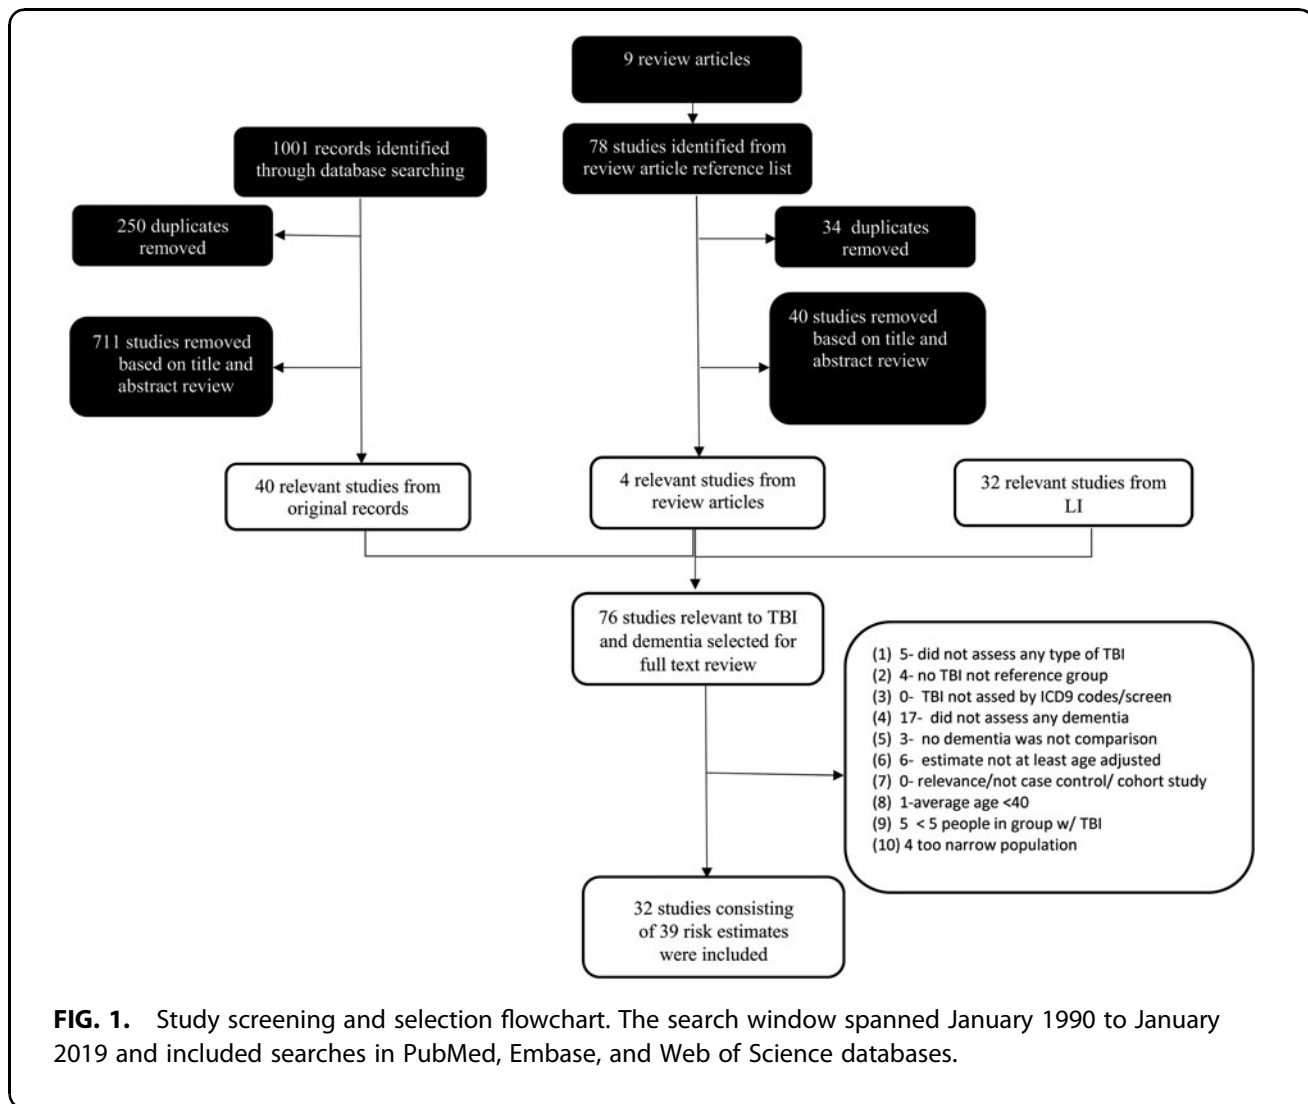 9 review articles
1001 records identified
through database searching
78 studies identified from
review article reference list
250 duplicates
removed
34 duplicates
removed
711 studies removed
based on title and
abstract review
40 studies removed
based on title and
abstract review
40 relevant studies from
original records
4 relevant studies from
review articles
32 relevant studies from
LI
76 studies relevant to TBI
and dementia selected for
full text review
(1) 5- did not assess any type of TBI
(2) 4- no TBI not reference group
(3) 0- TBI not assed by ICD9 codes/screen
(4) 17- did not assess any dementia
(5) 3- no dementia was not comparison
(6) 6- estimate not at least age adjusted
(7) 0- relevance/not case control/ cohort study
(8) 1-average age <40
(9) 5 < 5 people in group w/ TBI
(10) 4 too narrow population
32 studies consisting
of 39 risk estimates
were included
FIG. 1. Study screening and selection flowchart. The search window spanned January 1990 to January
2019 and included searches in PubMed, Embase, and Web of Science databases.